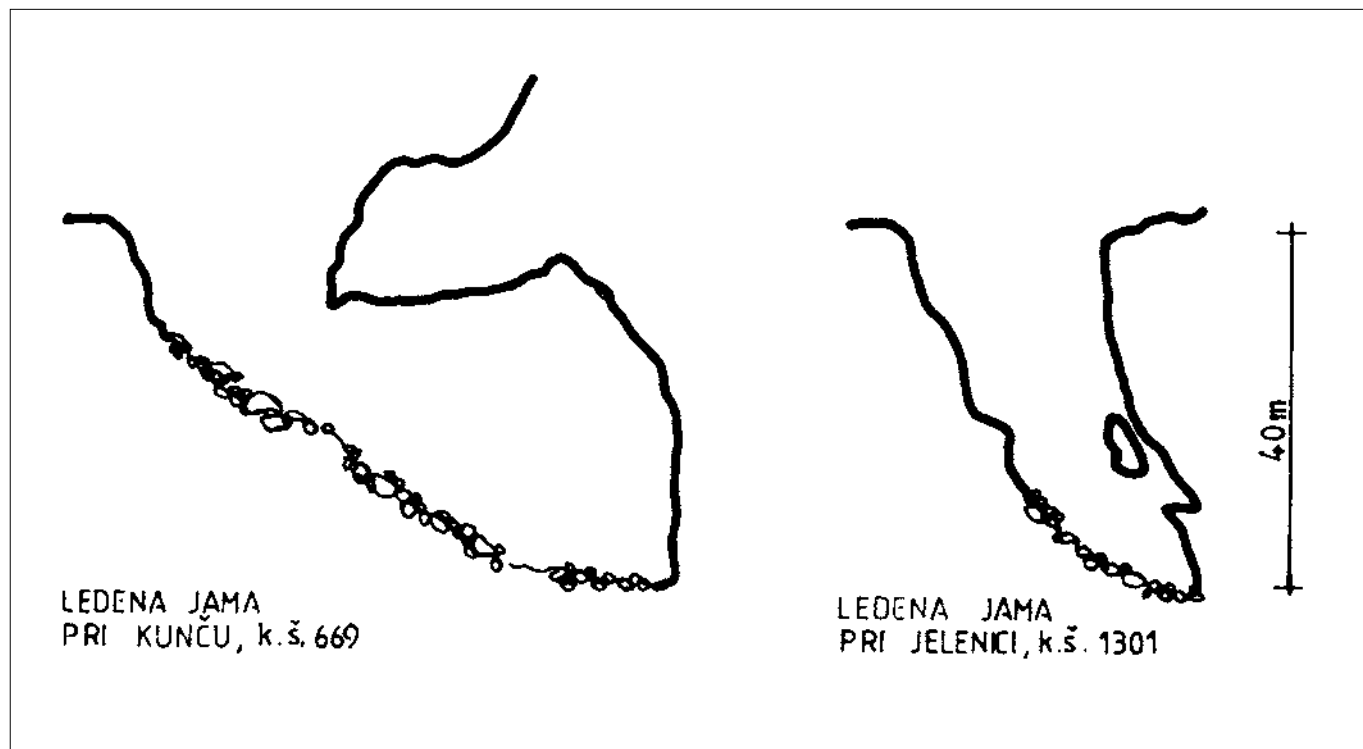 LEDENA JAMA
PRI KUNČU, k.š. 669
LEDENA JAMA
PRI JELENICI, k.š. 1301
40m